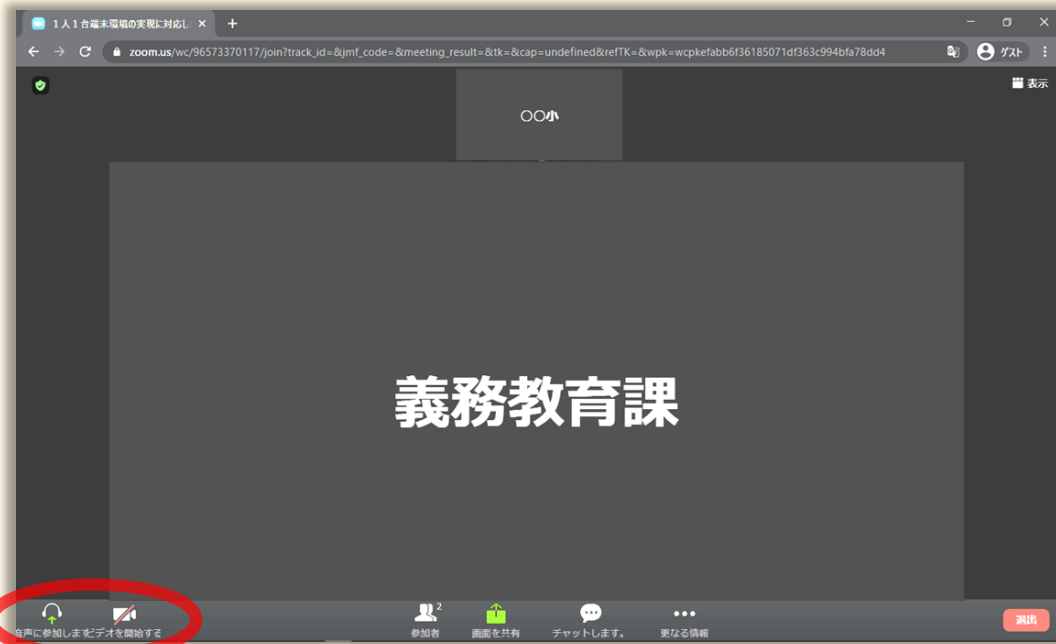 1人1台端末環境の実現に対応し
zoom.us/wc/96573370117/join?track_id=&jmf_code=&meeting_result=&tk=&cap=undefined&refTK=&wpk=wcpkefabb6f36185071df363c994bfa78dd4
ゲスト
表示
〇〇小
義務教育課
音声に参加します
ビデオを開始する
2
参加者
画面を共有
チャットします。
更なる情報
退出